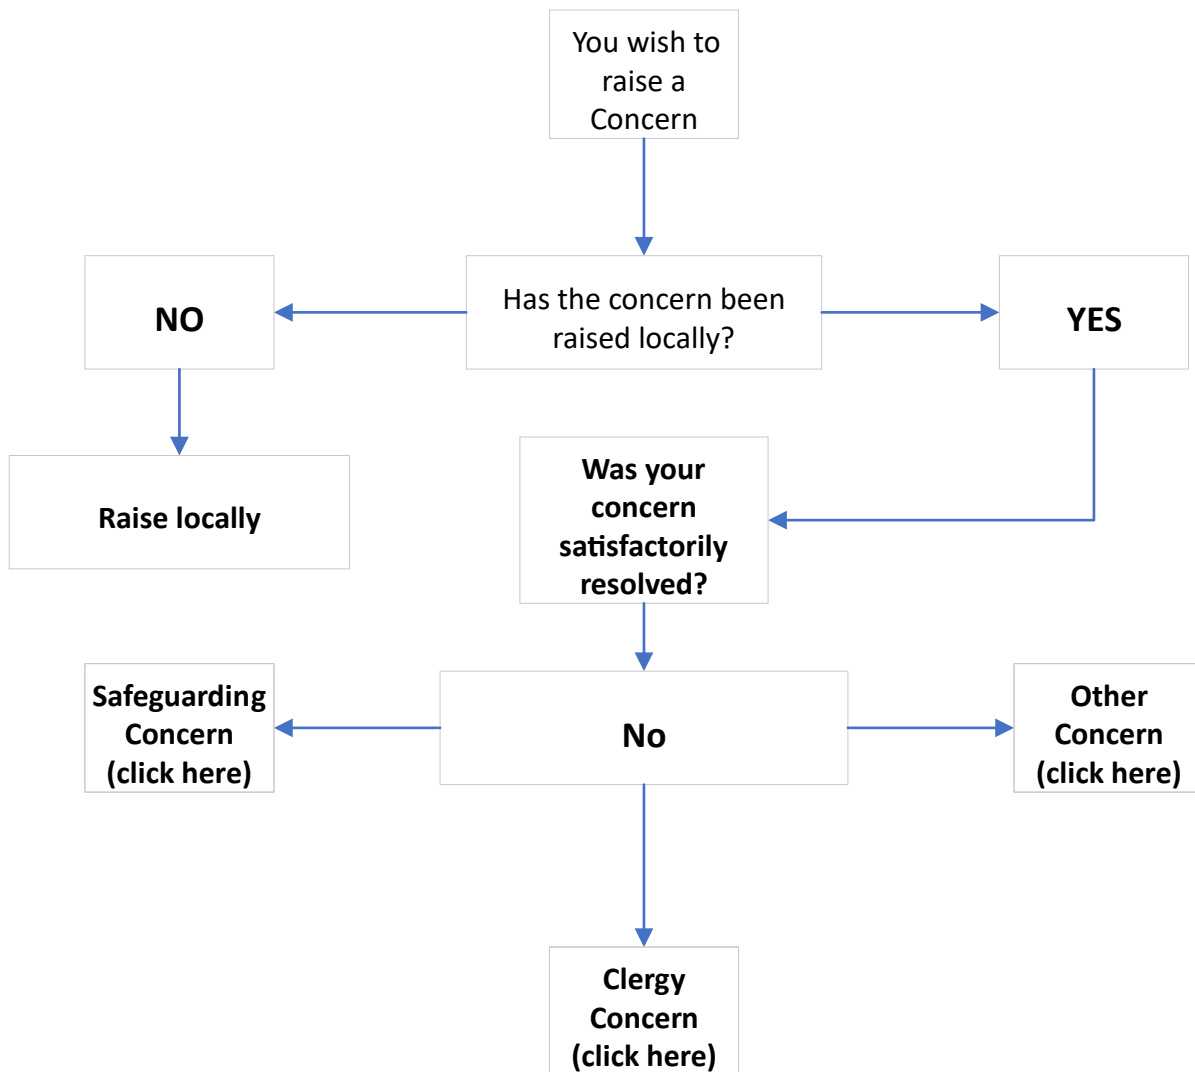 You wish to
raise a
Concern
NO
Has the concern been
raised locally?
YES
Raise locally
Was your
concern
satisfactorily
resolved?
Safeguarding
Concern
(click here)
No
Other
Concern
(click here)
Clergy
Concern
(click here)